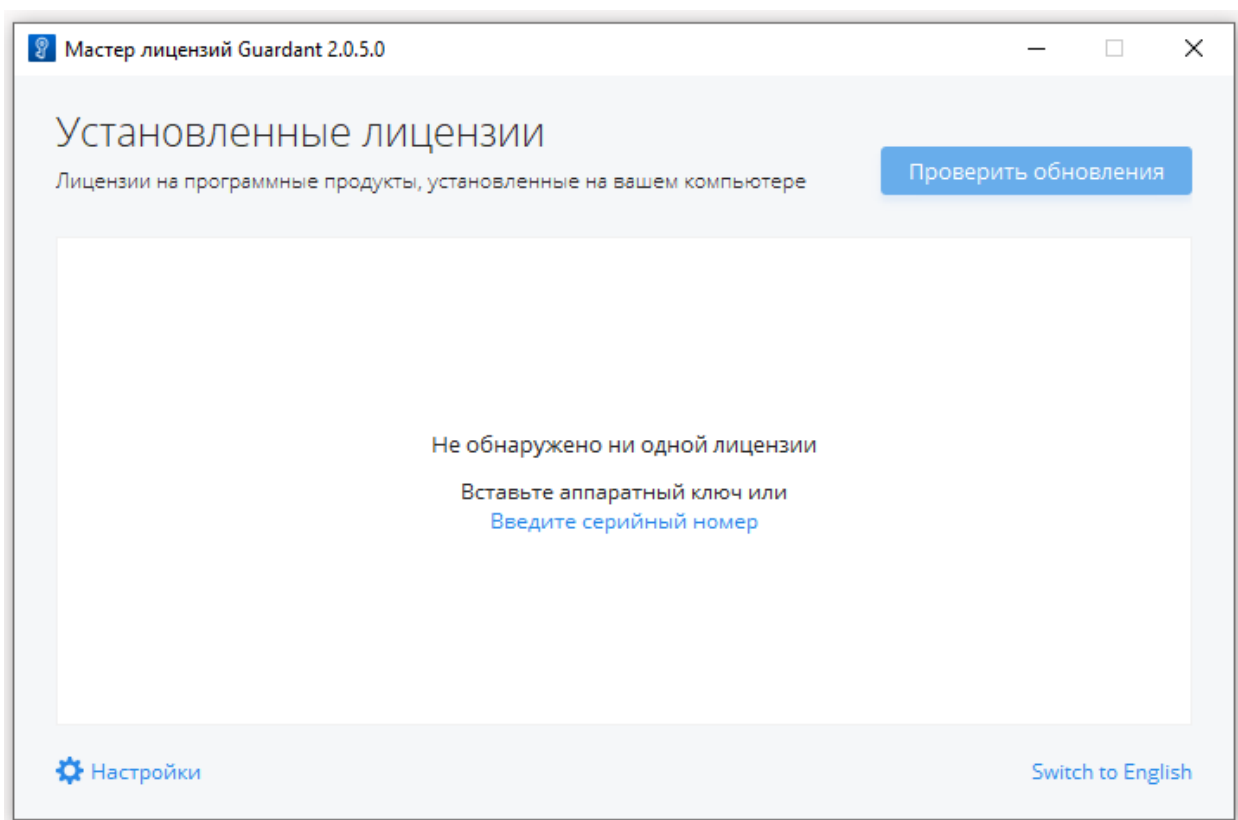 Мастер лицензий Guardant 2.0.5.0
Установленные лицензии
Лицензии на программные продукты, установленные на вашем компьютере
Проверить обновления
Не обнаружено ни одной лицензии
Вставьте аппаратный ключ или
Введите серийный номер
Настройки
Switch to English